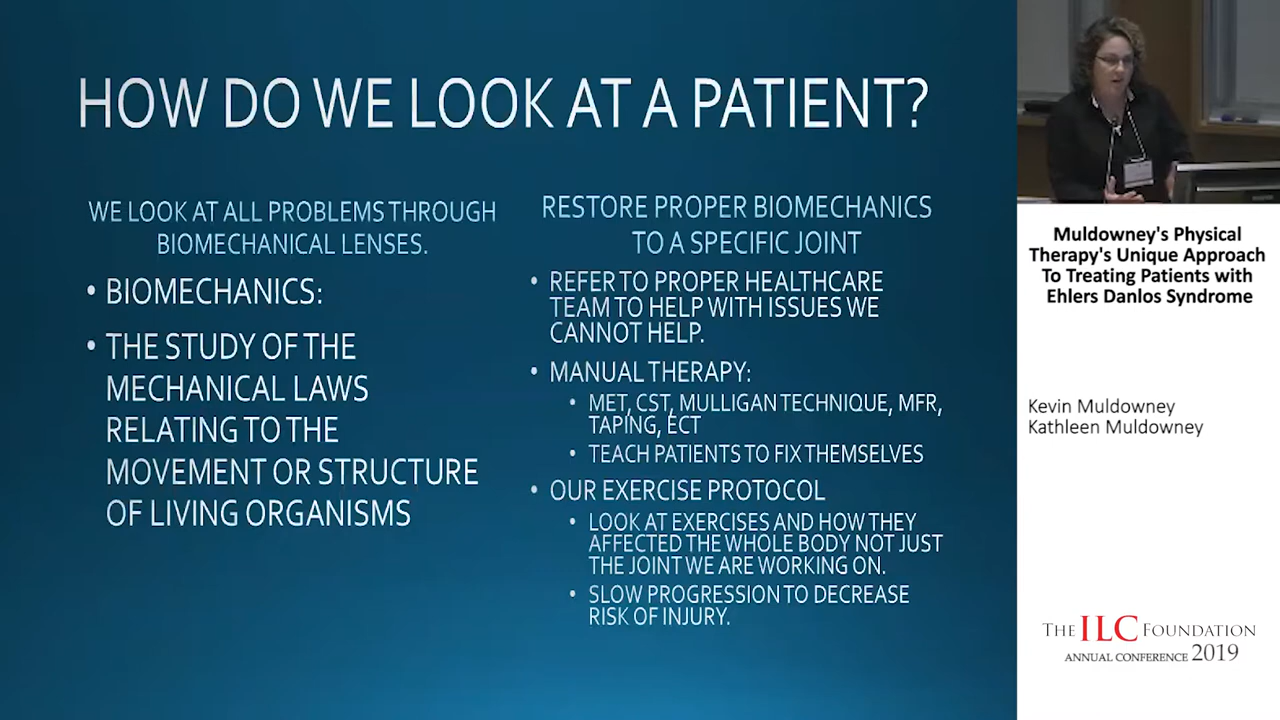 HOW DO WE LOOK AT A PATIENT?
WE LOOK AT ALL PROBLEMS THROUGH
BIOMECHANICAL LENSES.
• BIOMECHANICS:
• THE STUDY OF THE
MECHANICAL LAWS
RELATING TO THE
MOVEMENT OR STRUCTURE
OF LIVING ORGANISMS
RESTORE PROPER BIOMECHANICS
TO A SPECIFIC JOINT
• REFER TO PROPER HEALTHCARE
TEAM TO HELP WITH ISSUES WE
CANNOT HELP.
• MANUAL THERAPY:
• MET, CST, MULLIGAN TECHNIQUE, MFR,
TAPING, ECT
• TEACH PATIENTS TO FIX THEMSELVES
• OUR EXERCISE PROTOCOL
• LOOK AT EXERCISES AND HOW THEY
AFFECTED THE WHOLE BODY NOT JUST
THE JOINT WE ARE WORKING ON.
• SLOW PROGRESSION TO DECREASE
RISK OF INJURY.
Muldowney's Physical
Therapy's Unique Approach
To Treating Patients with
Ehlers Danlos Syndrome
Kevin Muldowney
Kathleen Muldowney
THE ILC FOUNDATION
ANNUAL CONFERENCE 2019